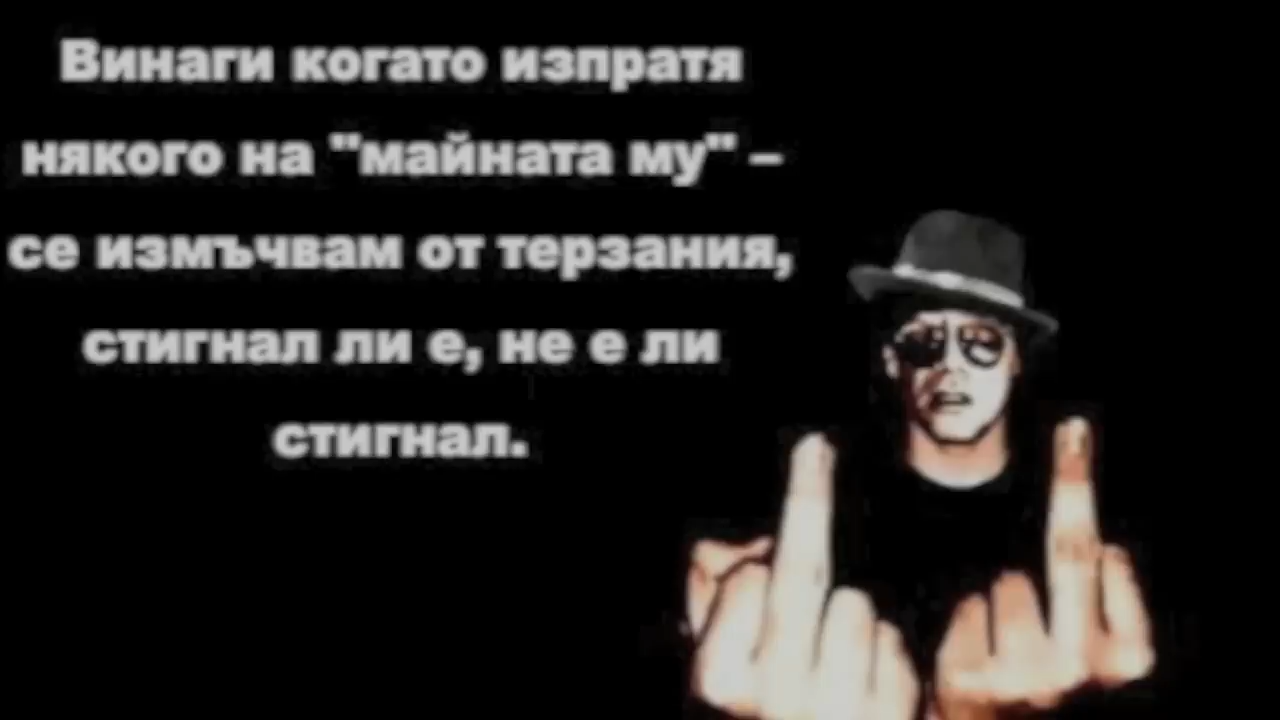 Винаги когато изпратя
някого на "майната му" –
се измъчвам от терзания,
стигнал ли е, не е ли
стигнал.